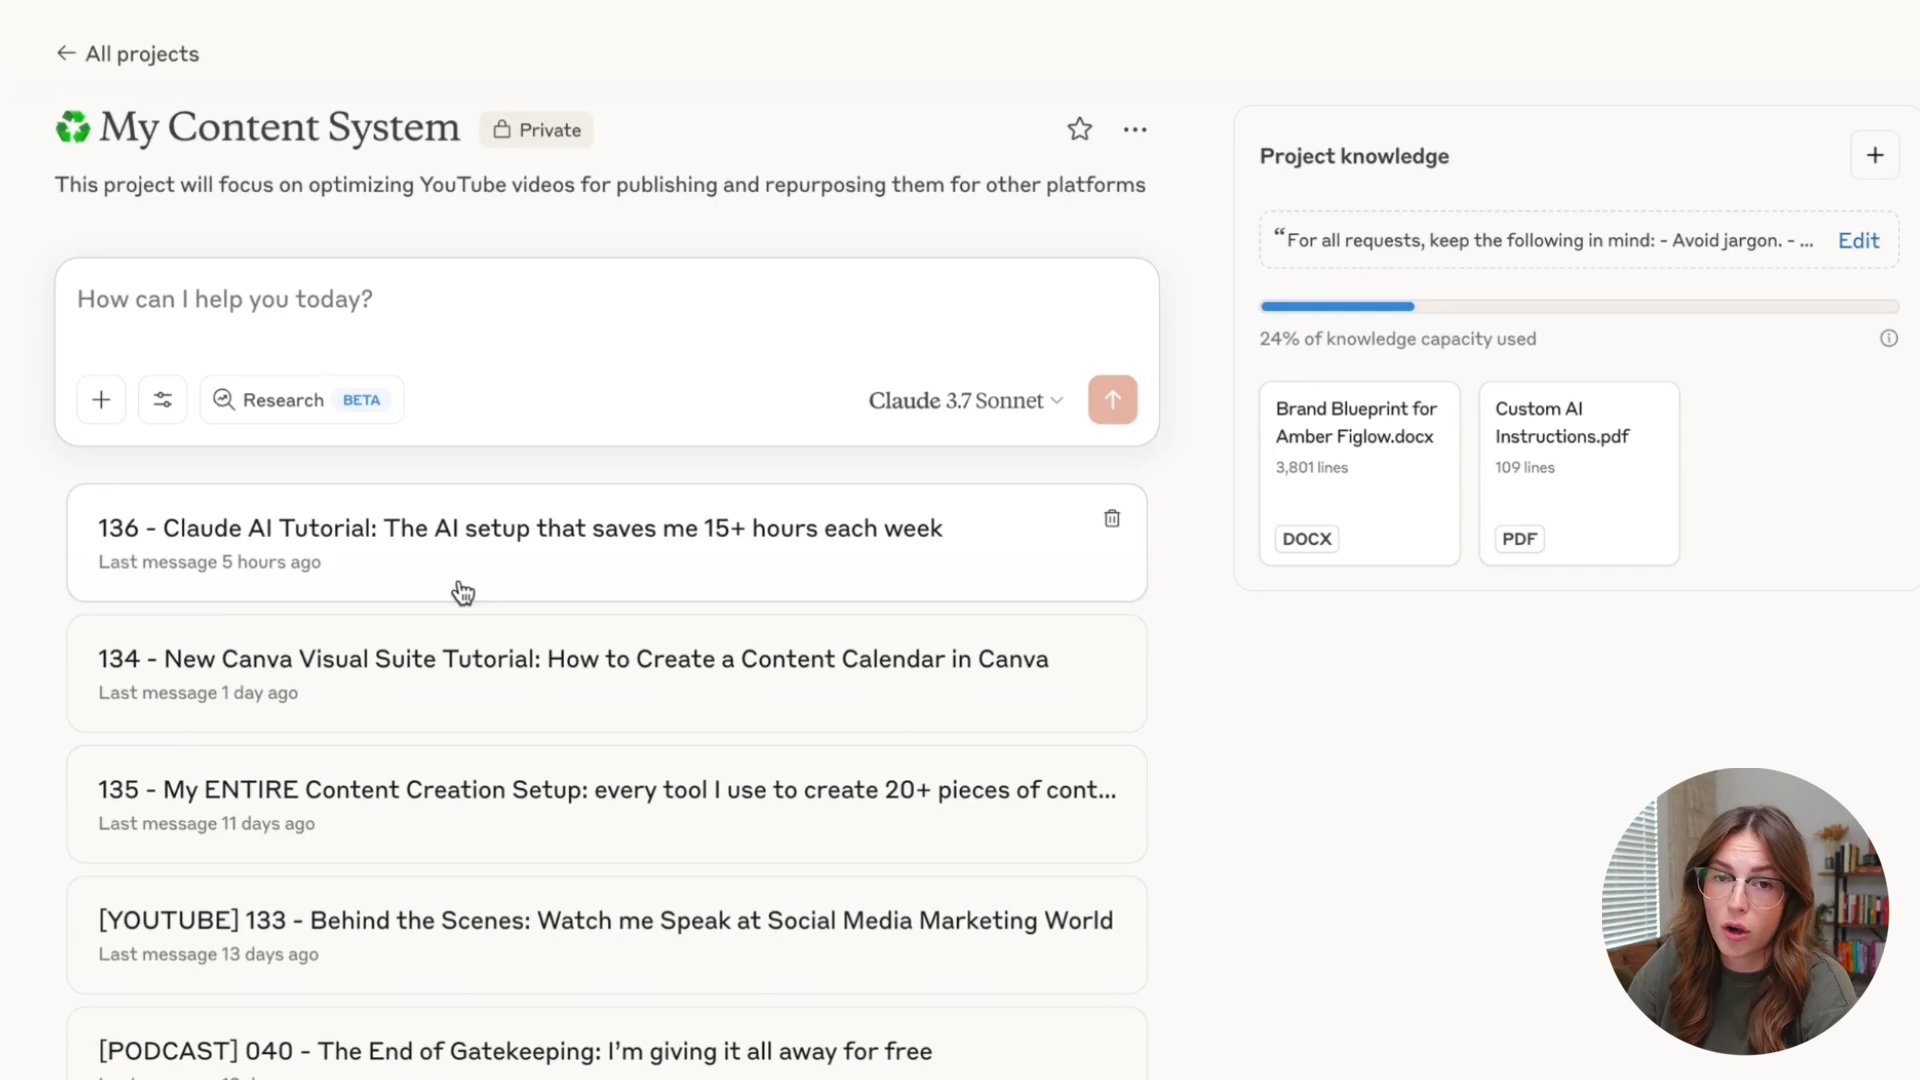 All projects
My Content System
Private
This project will focus on optimizing YouTube videos for publishing and repurposing them for other platforms
How can I help you today?
Research BETA
Claude 3.7 Sonnet
136 - Claude AI Tutorial: The AI setup that saves me 15+ hours each week
Last message 5 hours ago
134 - New Canva Visual Suite Tutorial: How to Create a Content Calendar in Canva
Last message 1 day ago
135 - My ENTIRE Content Creation Setup: every tool I use to create 20+ pieces of cont...
Last message 11 days ago
[YOUTUBE] 133 - Behind the Scenes: Watch me Speak at Social Media Marketing World
Last message 13 days ago
[PODCAST] 040 - The End of Gatekeeping: I'm giving it all away for free
Project knowledge
“For all requests, keep the following in mind: - Avoid jargon. - ... Edit
24% of knowledge capacity used
Brand Blueprint for
Amber Figlow.docx
3,801 lines
DOCX
Custom AI
Instructions.pdf
109 lines
PDF